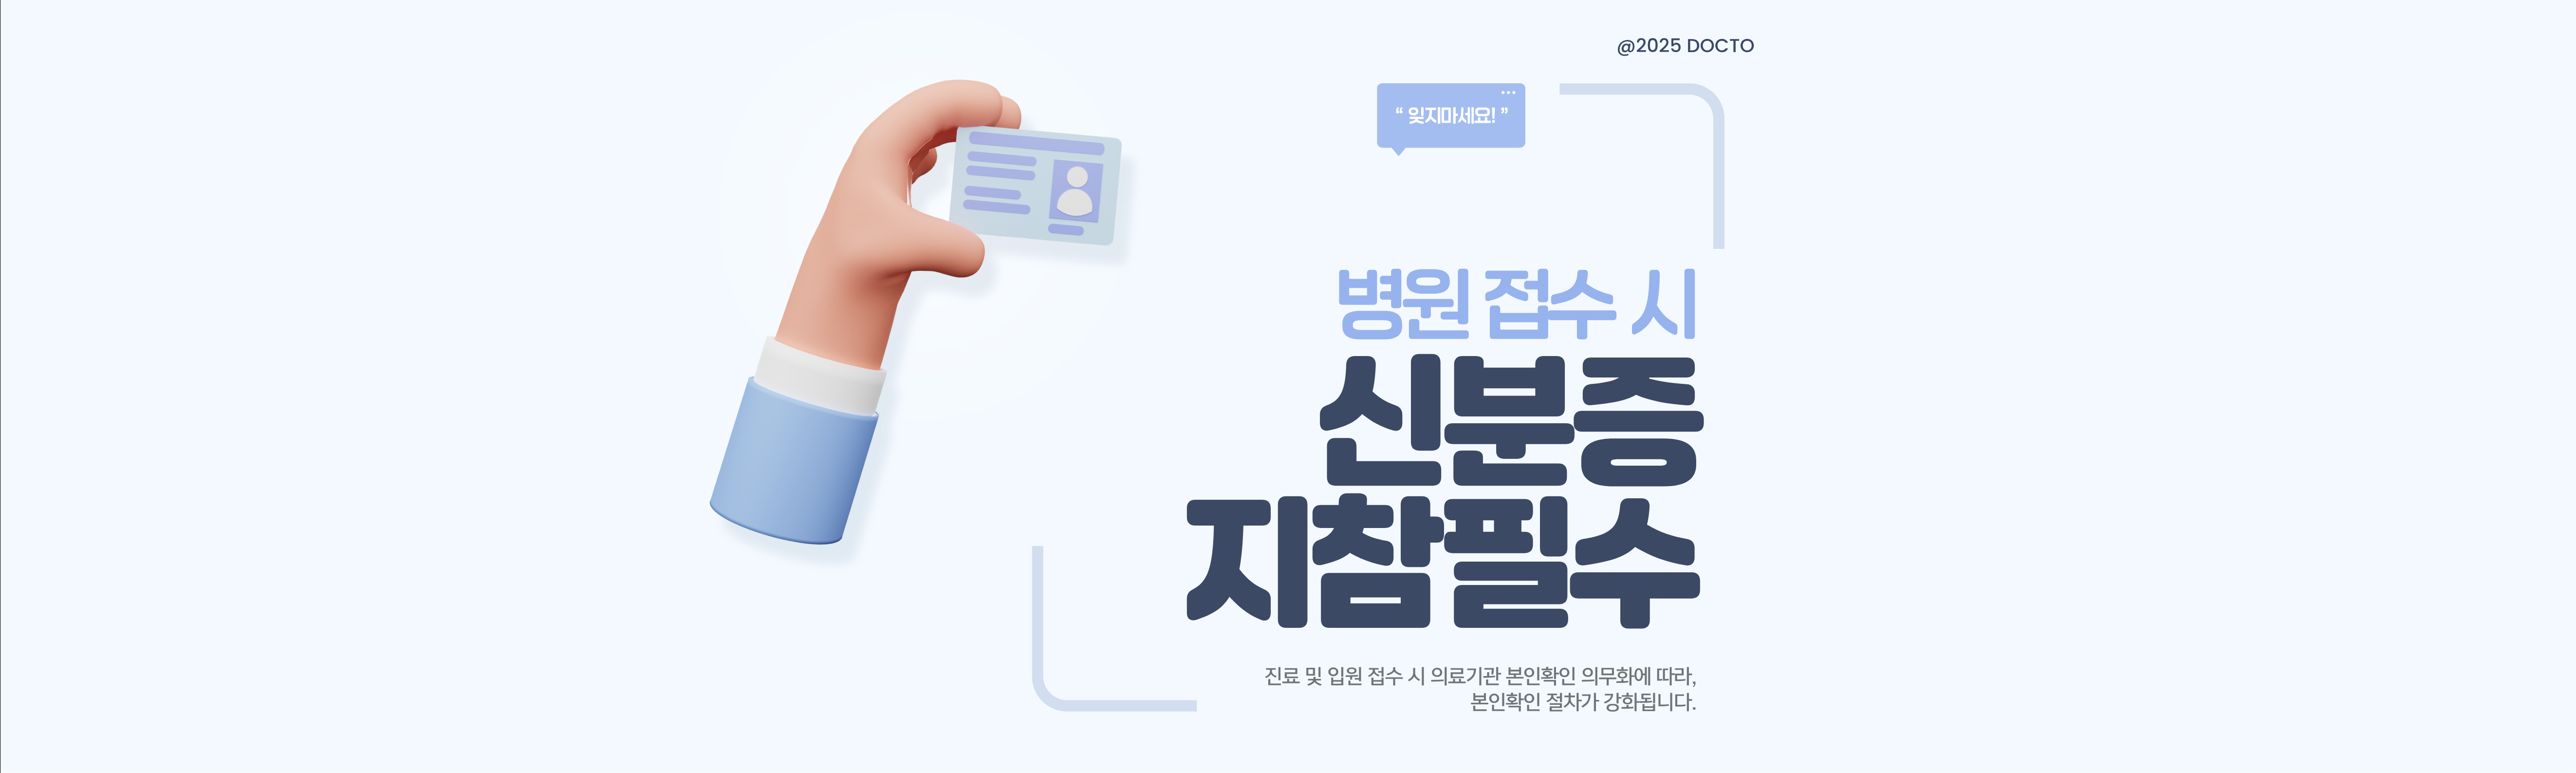 @2025 DOCTO
“ 잊지마세요! ”
병원 접수 시
신분증
지참필수
진료 및 입원 접수 시 의료기관 본인확인 의무화에 따라,
본인확인 절차가 강화됩니다.